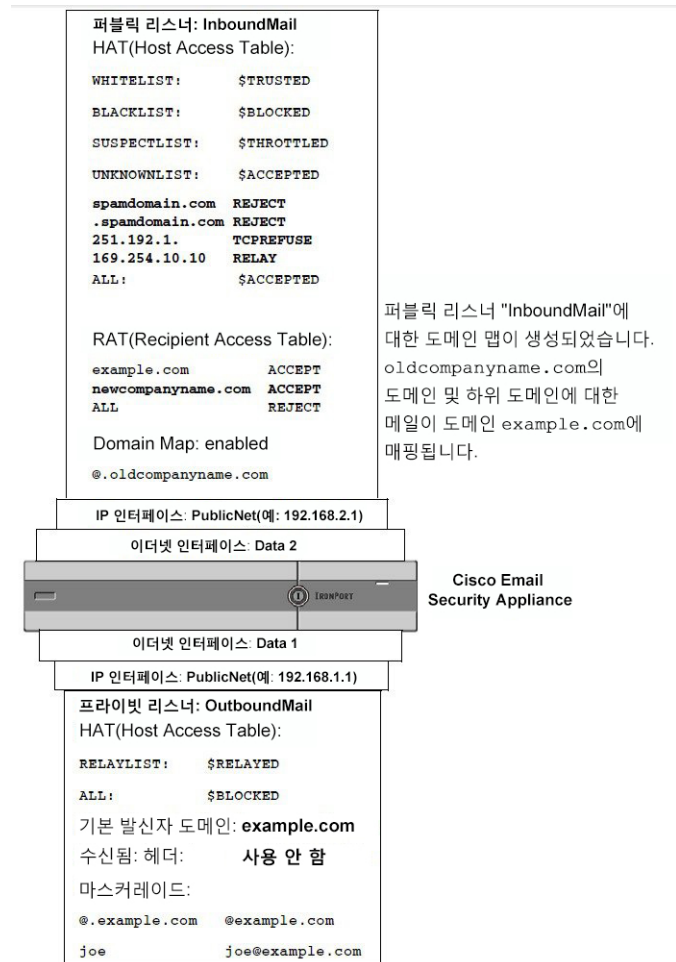 퍼블릭 리스너: InboundMail
HAT(Host Access Table):
WHITELIST: $TRUSTED
BLACKLIST: $BLOCKED
SUSPECTLIST: $THROTTLED
UNKNOWNLIST: $ACCEPTED
spamdomain.com REJECT
.spamdomain.com REJECT
251.192.1. TCPREFUSE
169.254.10.10 RELAY
ALL: $ACCEPTED
RAT(Recipient Access Table):
example.com ACCEPT
newcompanyname.com ACCEPT
ALL REJECT
Domain Map: enabled
@.oldcompanyname.com
퍼블릭 리스너 "InboundMail"에
대한 도메인 맵이 생성되었습니다.
oldcompanyname.com의
도메인 및 하위 도메인에 대한
메일이 도메인 example.com에
매핑됩니다.
IP 인터페이스: PublicNet(예: 192.168.2.1)
이더넷 인터페이스: Data 2
IRONPORT
Cisco Email
Security Appliance
이더넷 인터페이스: Data 1
IP 인터페이스: PublicNet(예: 192.168.1.1)
프라이빗 리스너: OutboundMail
HAT(Host Access Table):
RELAYLIST: $RELAYED
ALL: $BLOCKED
기본 발신자 도메인: example.com
수신됨: 헤더: 사용 안 함
마스커레이드:
@.example.com @example.com
joe joe@example.com